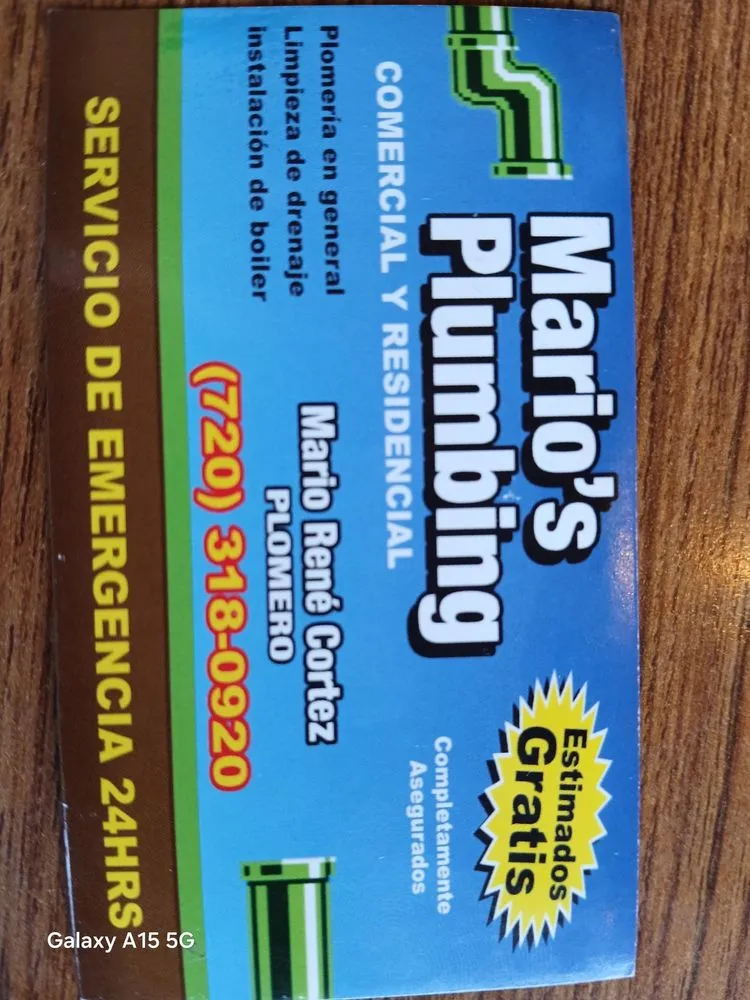 Mario's
Plumbing
COMERCIAL Y RESIDENCIAL
Estimados
Gratis
Completamente
Asegurados
Plomería en general
Limpieza de drenaje
instalación de boiler
Mario René Cortez
PLOMERO
(720) 318-0920
SERVICIO DE EMERGENCIA 24HRS
Galaxy A15 5G